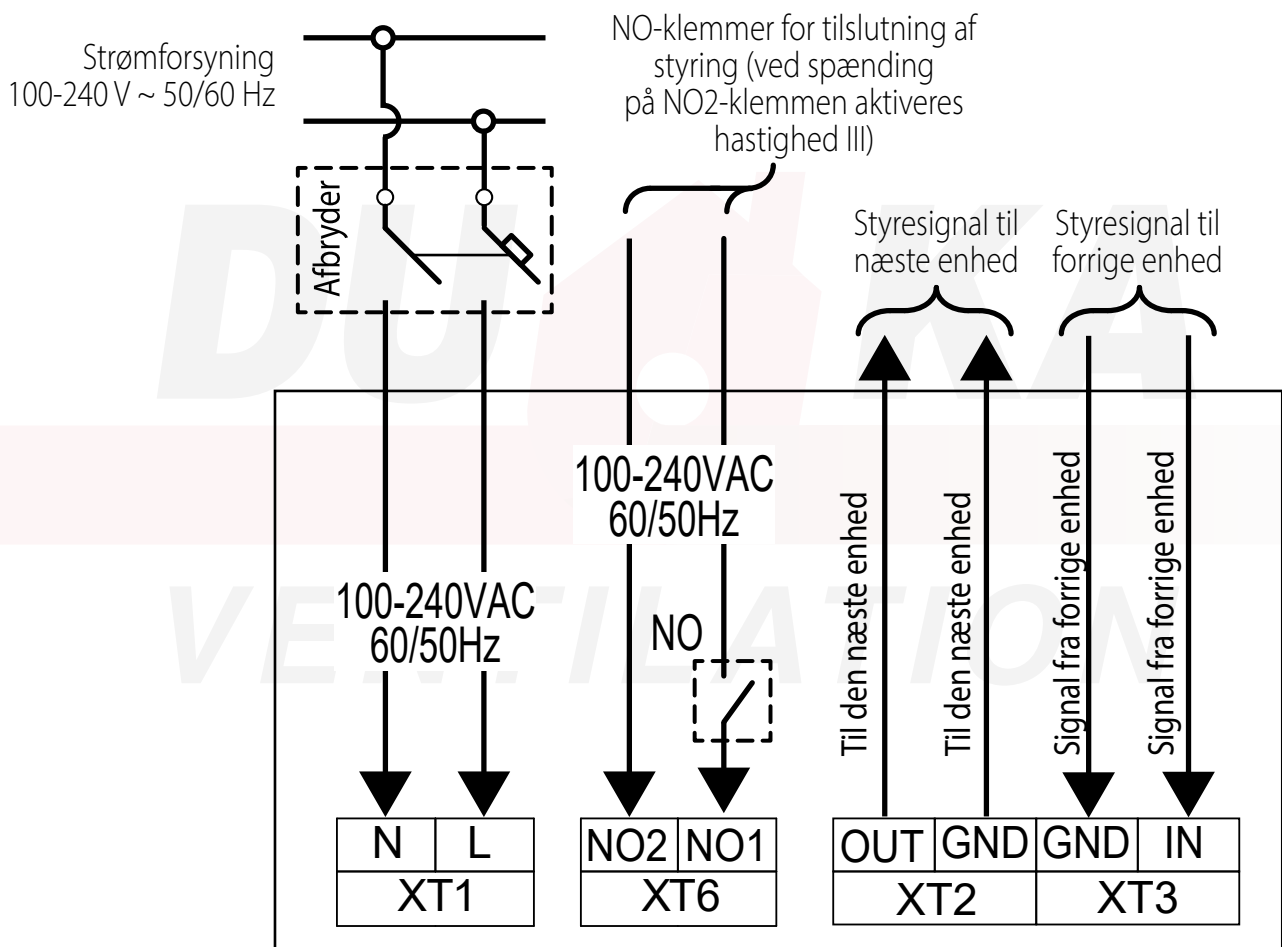 Strømforsyning
100-240 V ~ 50/60 Hz
NO-klemmer for tilslutning af
styring (ved spænding
på NO2-klemmen aktiveres
hastighed III)
Afbryder
Styresignal til
næste enhed
Styresignal til
forrige enhed
100-240VAC
60/50Hz
100-240VAC
60/50Hz
NO
Til den næste enhed
Til den næste enhed
Signal fra forrige enhed
Signal fra forrige enhed
N
L
XT1
NO2
NO1
XT6
OUT
GND
GND
IN
XT2
XT3
DUKA
VENTILATION